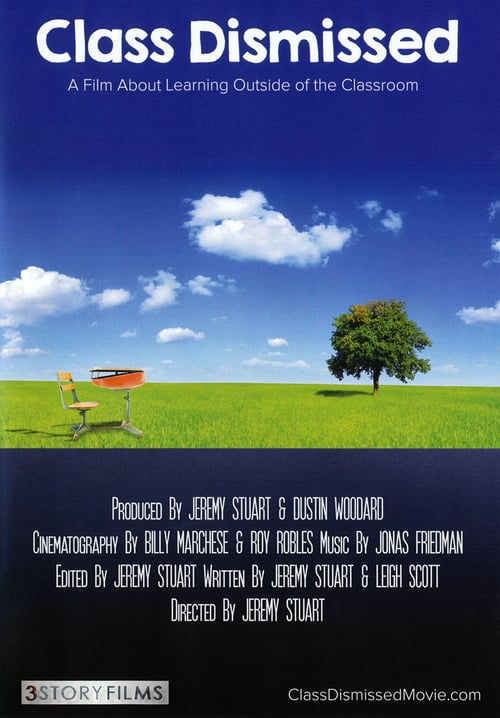 Class Dismissed
A Film About Learning Outside of the Classroom
Produced By JEREMY STUART & DUSTIN WOODARD
Cinematography By BILLY MARCHESE & ROY ROBLES Music By JONAS FRIEDMAN
Edited By JEREMY STUART Written By JEREMY STUART & LEIGH SCOTT
Directed By JEREMY STUART
3STORYFILMS
ClassDismissedMovie.com